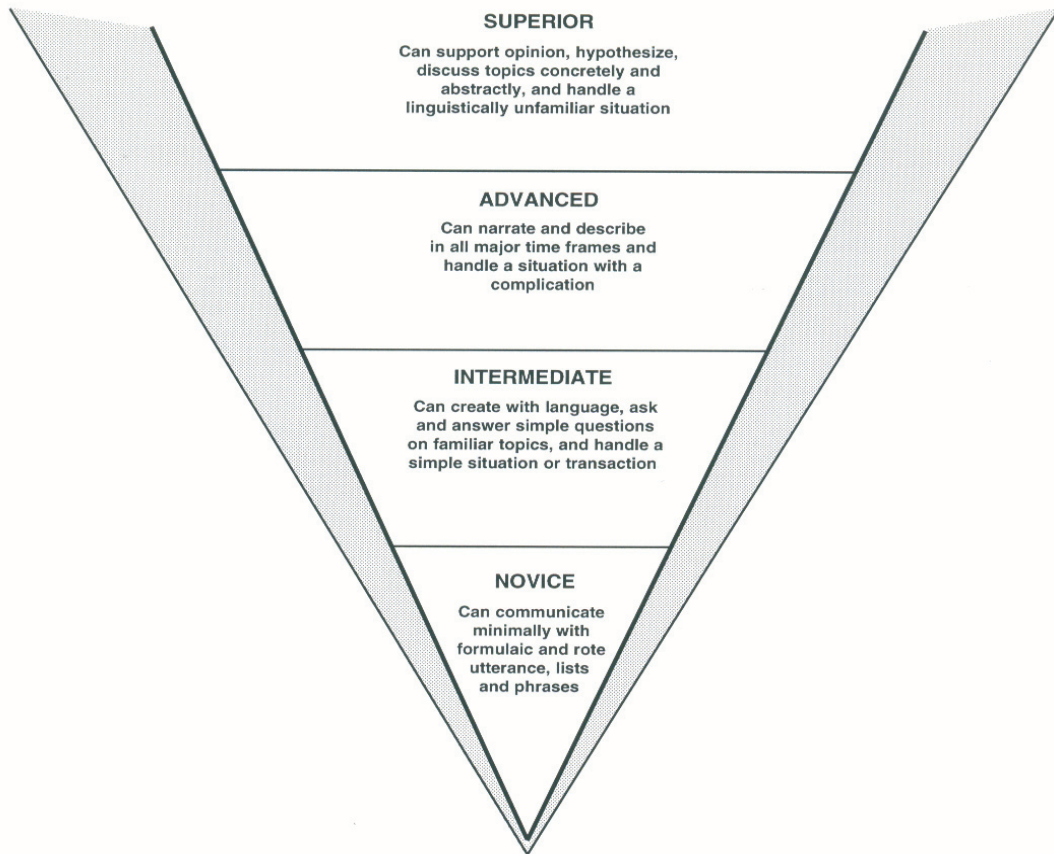 SUPERIOR
Can support opinion, hypothesize,
discuss topics concretely and
abstractly, and handle a
linguistically unfamiliar situation
ADVANCED
Can narrate and describe
in all major time frames and
handle a situation with a
complication
INTERMEDIATE
Can create with language, ask
and answer simple questions
on familiar topics, and handle a
simple situation or transaction
NOVICE
Can communicate
minimally with
formulaic and rote
utterance, lists
and phrases